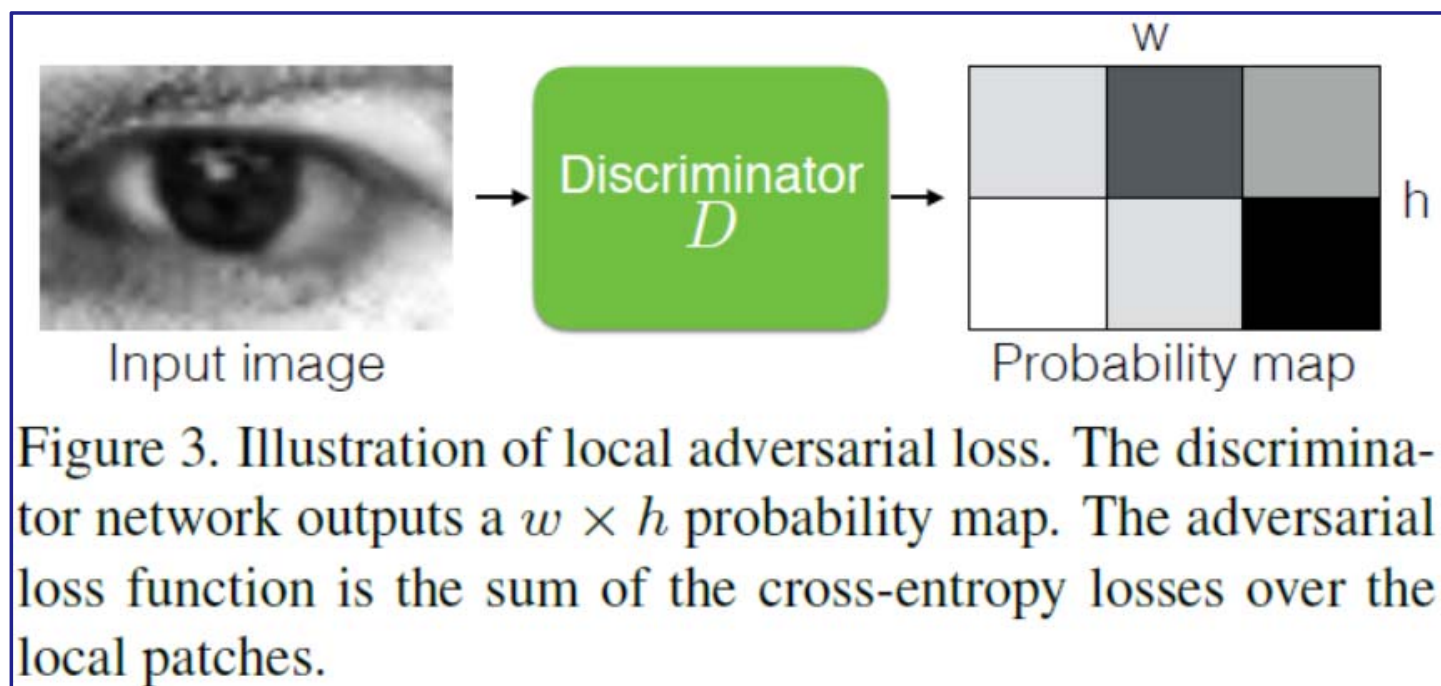 w
Discriminator
D
h
Input image
Probability map
Figure 3. Illustration of local adversarial loss. The discrimina-
tor network outputs a w × h probability map. The adversarial
loss function is the sum of the cross-entropy losses over the
local patches.